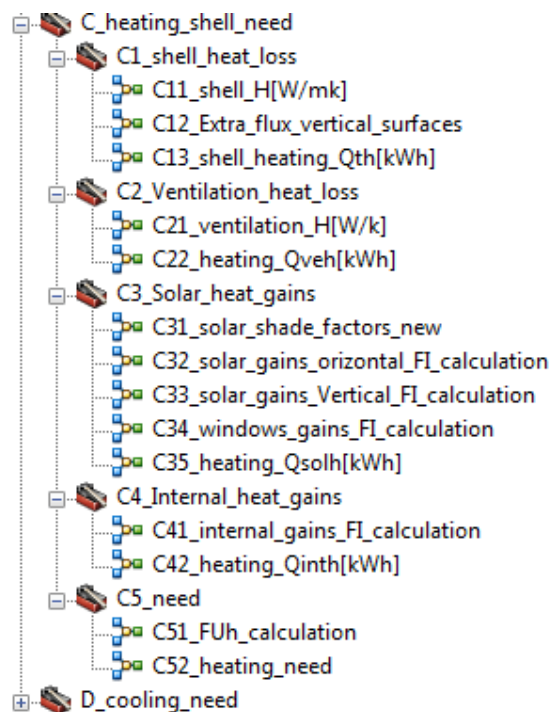 C_heating_shell_need
C1_shell_heat_loss
C11_shell_H[W/mk]
C12_Extra_flux_vertical_surfaces
C13_shell_heating_Qth[kWh]
C2_Ventilation_heat_loss
C21_ventilation_H[W/k]
C22_heating_Qveh[kWh]
C3_Solar_heat_gains
C31_solar_shade_factors_new
C32_solar_gains_orizontal_FI_calculation
C33_solar_gains_Vertical_FI_calculation
C34_windows_gains_FI_calculation
C35_heating_Qsolh[kWh]
C4_Internal_heat_gains
C41_internal_gains_FI_calculation
C42_heating_Qinth[kWh]
C5_need
C51_FUh_calculation
C52_heating_need
D_cooling_need